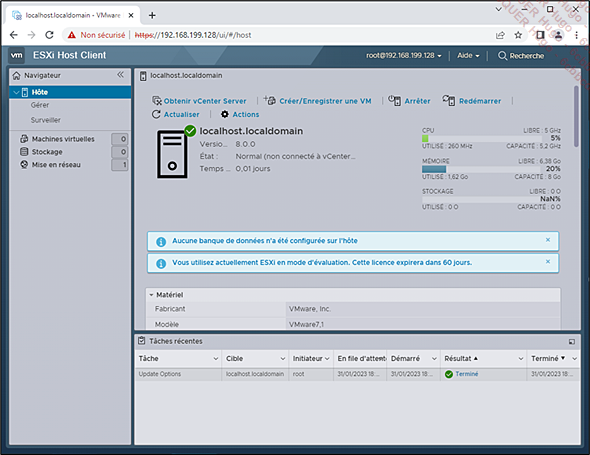 localhost.localdomain - VMware
Non sécurisé https://192.168.199.128/ui/#/host
vm ESXi Host Client
root@192.168.199.128 Aide Recherche
Navigateur
Hôte
Gérer
Surveiller
Machines virtuelles 0
Stockage 0
Mise en réseau 1
localhost.localdomain
Obtenir vCenter Server Créer/Enregistrer une VM Arrêter Redémarrer
Actualiser Actions
localhost.localdomain
Versio... 8.0.0
État : Normal (non connecté à vCenter...
Temps ... 0,01 jours
CPU LIBRE : 5 GHz
5%
UTILISÉ : 260 MHz CAPACITÉ : 5,2 GHz
MÉMOIRE LIBRE : 6,38 Go
20%
UTILISÉ : 1,62 Go CAPACITÉ : 8 Go
STOCKAGE LIBRE : 0 O
NaN%
UTILISÉ : 0 O CAPACITÉ : 0 O
Aucune banque de données n'a été configurée sur l'hôte
Vous utilisez actuellement ESXi en mode d'évaluation. Cette licence expirera dans 60 jours.
Matériel
Fabricant VMware, Inc.
Modèle VMware7,1
Tâches récentes
Tâche Cible Initiateur En file d'attente Démarré Résultat Terminé
Update Options localhost.localdomain root 31/01/2023 18:... 31/01/2023 18:... Terminé 31/01/2023 18:...